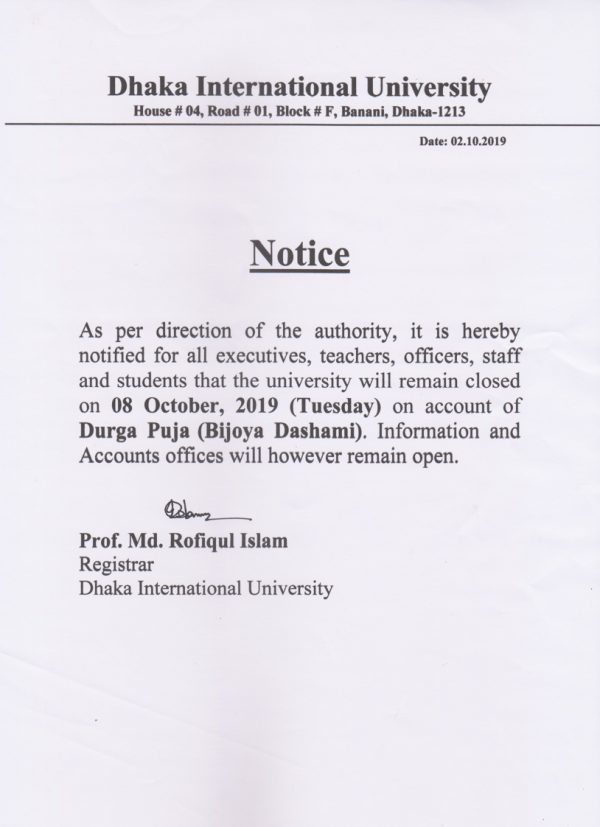 Dhaka International University
House # 04, Road # 01, Block # F, Banani, Dhaka-1213
Date: 02.10.2019
Notice
As per direction of the authority, it is hereby
notified for all executives, teachers, officers, staff
and students that the university will remain closed
on 08 October, 2019 (Tuesday) on account of
Durga Puja (Bijoya Dashami). Information and
Accounts offices will however remain open.
Prof. Md. Rofiqul Islam
Registrar
Dhaka International University